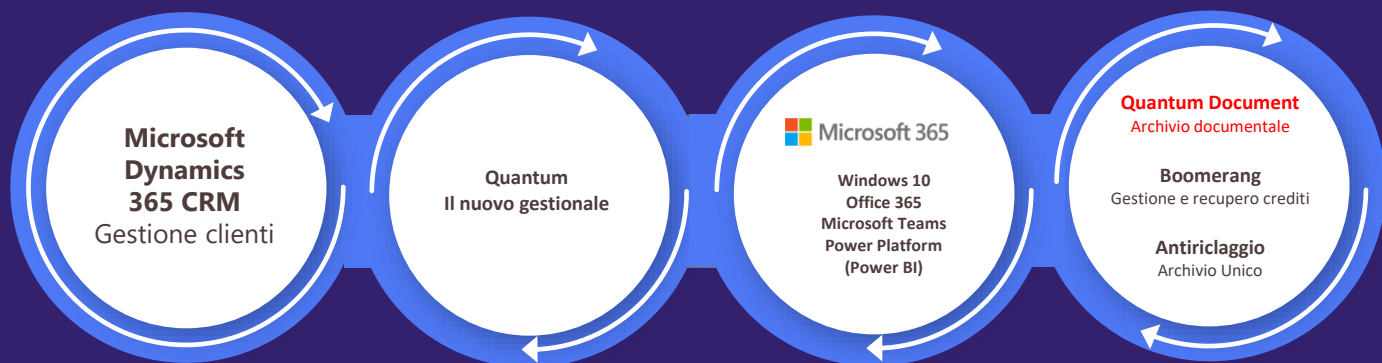 Microsoft
Dynamics
365 CRM
Gestione clienti
Quantum
Il nuovo gestionale
Microsoft 365
Windows 10
Office 365
Microsoft Teams
Power Platform
(Power BI)
Quantum Document
Archivio documentale
Boomerang
Gestione e recupero crediti
Antiriclaggio
Archivio Unico